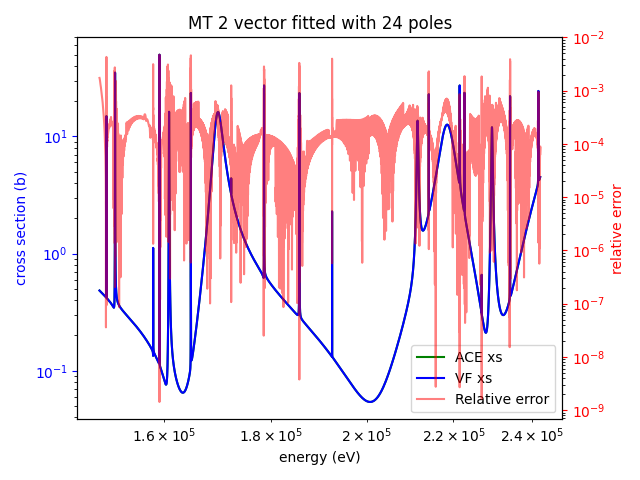 MT 2 vector fitted with 24 poles
cross section (b)
10¹
10⁰
10⁻¹
10⁻²
10⁻³
10⁻⁴
10⁻⁵
10⁻⁶
10⁻⁷
10⁻⁸
10⁻⁹
relative error
ACE xs
VF xs
Relative error
1.6 × 10⁵ 1.8 × 10⁵ 2 × 10⁵ 2.2 × 10⁵ 2.4 × 10⁵
energy (eV)